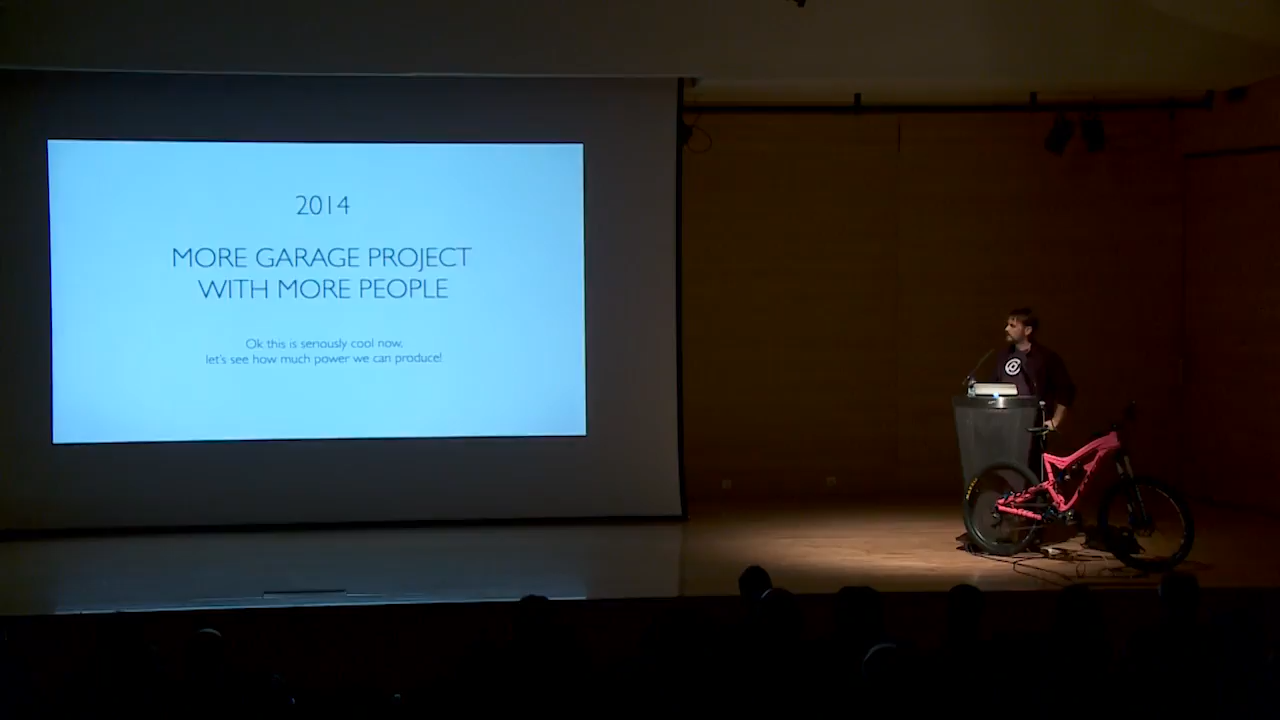 2014
MORE GARAGE PROJECT
WITH MORE PEOPLE
Ok this is seriously cool now,
let's see how much power we can produce!